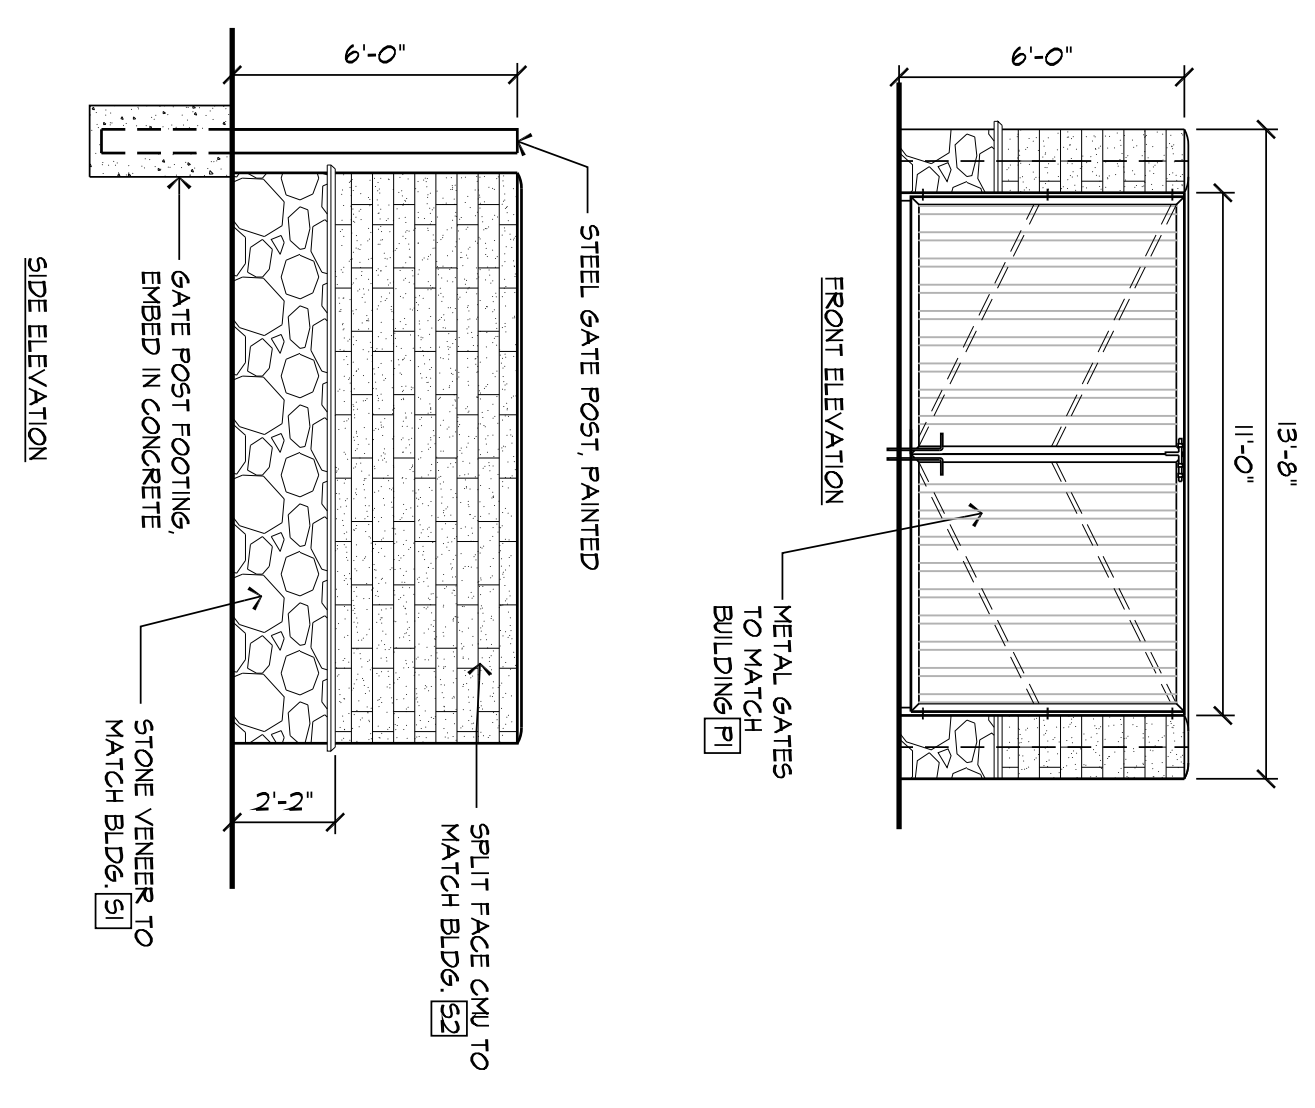 13'-8"
11'-0"
6'-0"
FRONT ELEVATION
METAL GATES
TO MATCH
BUILDING P1
6'-0"
STEEL GATE POST, PAINTED
SPLIT FACE CMU TO
MATCH BLDG. S2
2'-2"
GATE POST FOOTING,
EMBED IN CONCRETE
STONE VENEER TO
MATCH BLDG. S1
SIDE ELEVATION